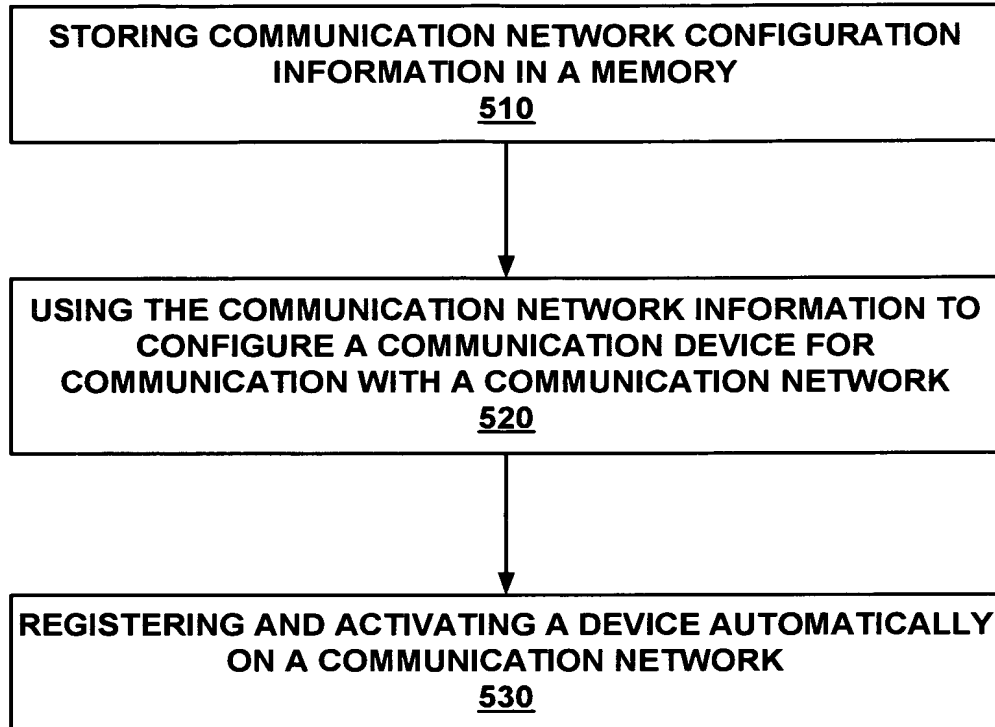 STORING COMMUNICATION NETWORK CONFIGURATION
INFORMATION IN A MEMORY
510
USING THE COMMUNICATION NETWORK INFORMATION TO
CONFIGURE A COMMUNICATION DEVICE FOR
COMMUNICATION WITH A COMMUNICATION NETWORK
520
REGISTERING AND ACTIVATING A DEVICE AUTOMATICALLY
ON A COMMUNICATION NETWORK
530